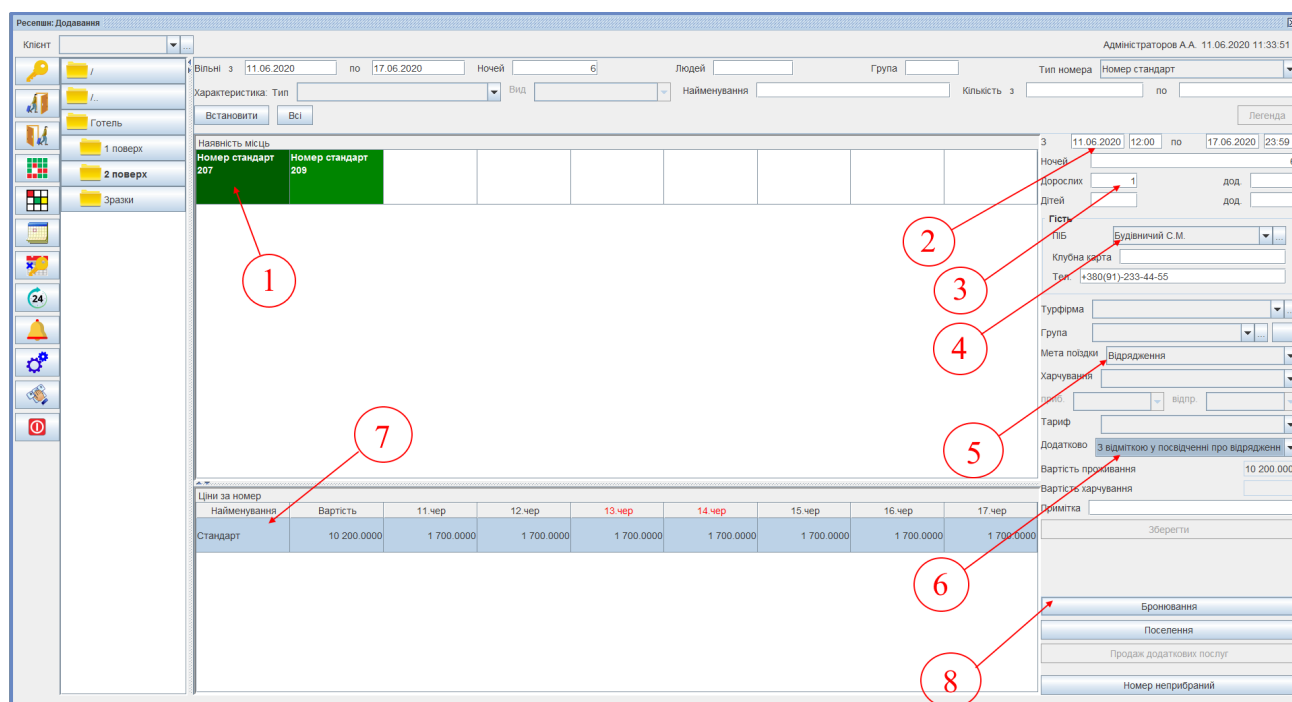 Ресепшн: Додавання
Клієнт
Адміністраторов А.А. 11.06.2020 11:33:51
Вільні з 11.06.2020 по 17.06.2020 Ночей 6 Людей Група Тип номера Номер стандарт
Характеристика: Тип Вид Найменування Кількість з по
Встановити Всі Легенда
/
/..
Готель
1 поверх
2 поверх
Зразки
24
Наявність місць
Номер стандарт 207
Номер стандарт 209
З 11.06.2020 12:00 по 17.06.2020 23:59
Ночей 6
Дорослих 1 дод.
Дітей дод.
Гість
ПІБ Будівничий С.М.
Клубна карта
Тел. +380(91)-233-44-55
Турфірма
Група
Мета поїздки Відрядження
Харчування
приб. відпр.
Тариф
Додатково З відміткою у посвідченні про відрядженн
Вартість проживання 10 200.000
Вартість харчування
Примітка
Зберегти
Бронювання
Поселення
Продаж додаткових послуг
Номер неприбраний
Ціни за номер
Найменування Вартість 11.чер 12.чер 13.чер 14.чер 15.чер 16.чер 17.чер
Стандарт 10 200.0000 1 700.0000 1 700.0000 1 700.0000 1 700.0000 1 700.0000 1 700.0000 1 700.0000
1
2
3
4
5
6
7
8